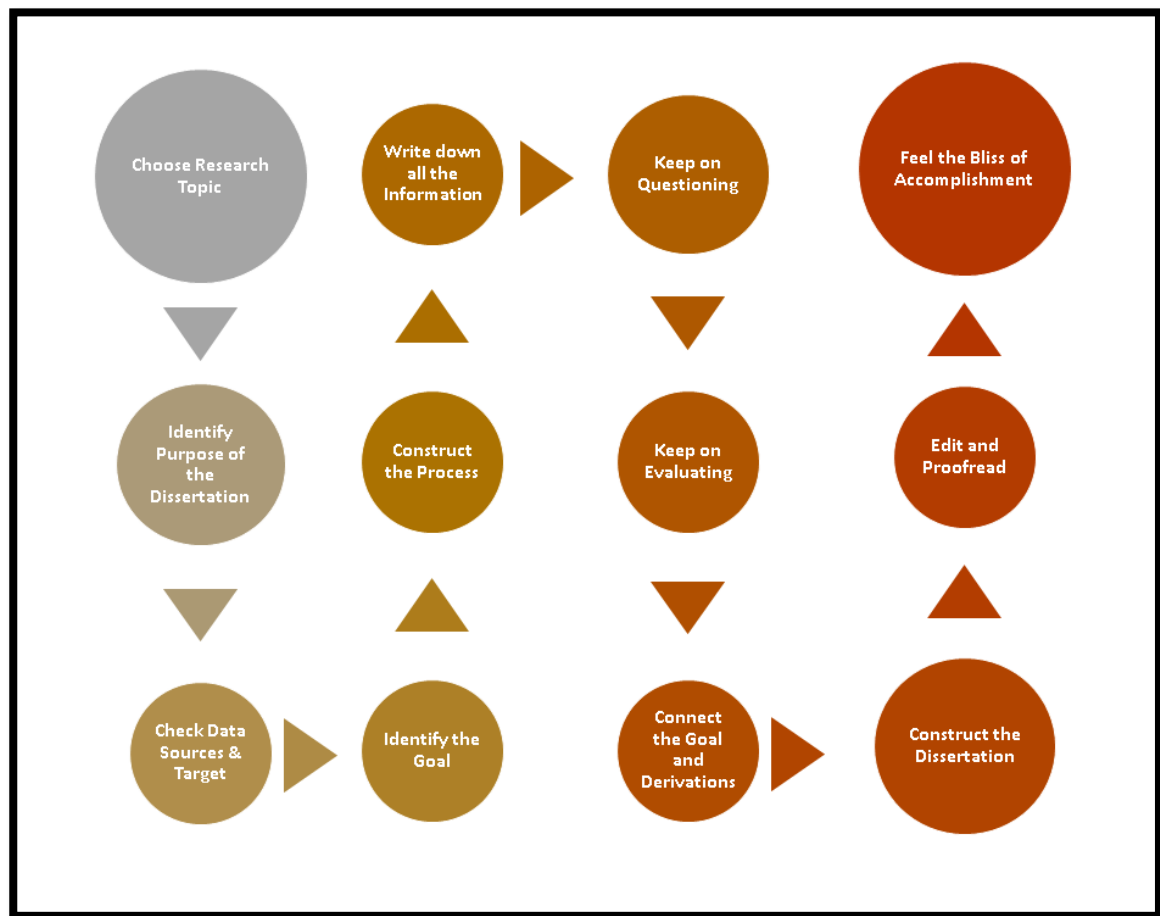 Choose Research
Topic
Identify
Purpose of
the
Dissertation
Check Data
Sources &
Target
Identify the
Goal
Construct
the Process
Write down
all the
Information
Keep on
Questioning
Keep on
Evaluating
Connect
the Goal
and
Derivations
Construct the
Dissertation
Edit and
Proofread
Feel the Bliss of
Accomplishment